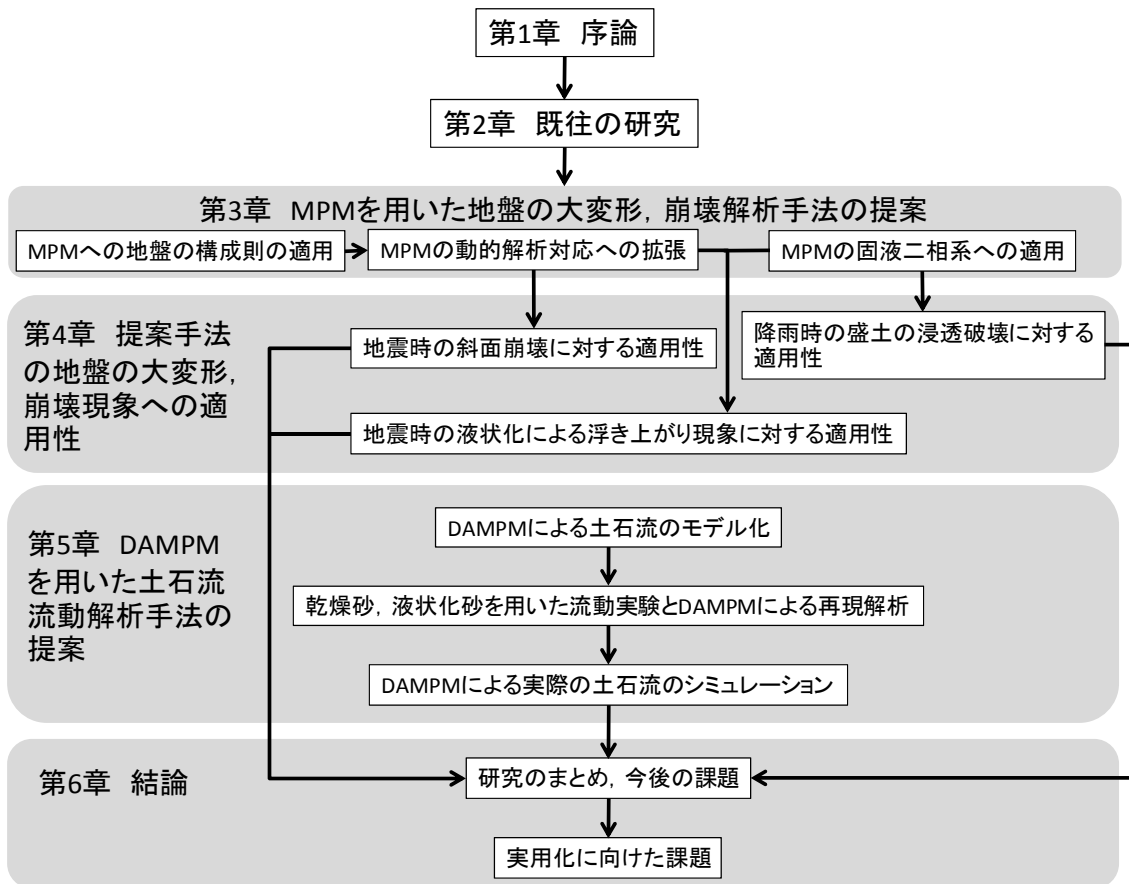 第1章 序論
第2章 既往の研究
第3章 MPMを用いた地盤の大変形，崩壊解析手法の提案
MPMへの地盤の構成則の適用
MPMの動的解析対応への拡張
MPMの固液二相系への適用
第4章 提案手法
の地盤の大変形，
崩壊現象への適
用性
地震時の斜面崩壊に対する適用性
降雨時の盛土の浸透破壊に対する
適用性
地震時の液状化による浮き上がり現象に対する適用性
第5章 DAMPM
を用いた土石流
流動解析手法の
提案
DAMPMによる土石流のモデル化
乾燥砂，液状化砂を用いた流動実験とDAMPMによる再現解析
DAMPMによる実際の土石流のシミュレーション
第6章 結論
研究のまとめ，今後の課題
実用化に向けた課題